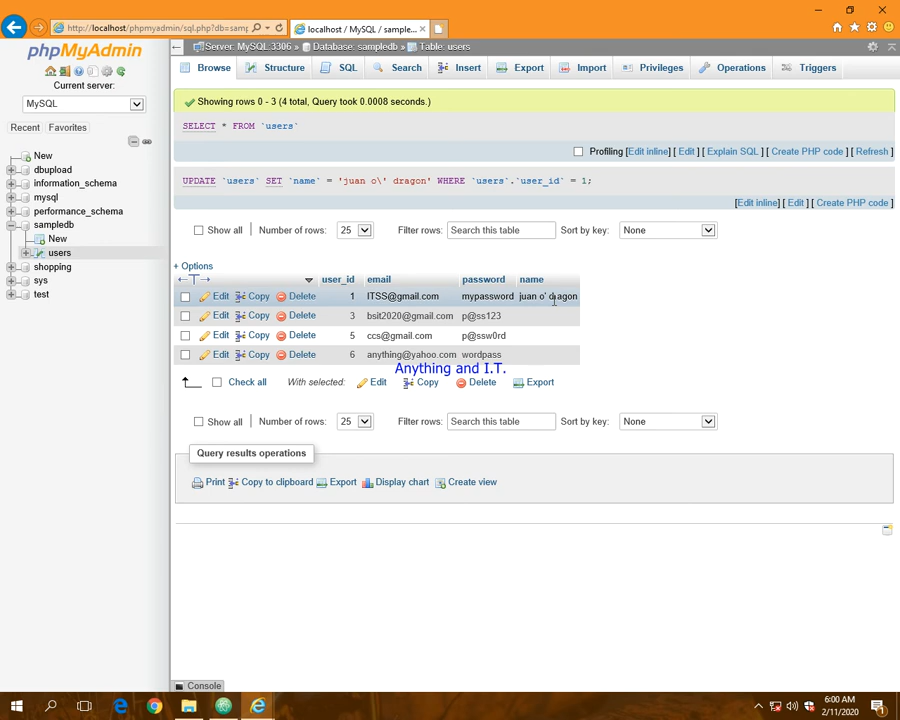 http://localhost/phpmyadmin/sql.php?db=samp
localhost / MySQL / sample...
phpMyAdmin
Current server:
MySQL
Recent
Favorites
New
dbupload
information_schema
mysql
performance_schema
sampledb
New
users
shopping
sys
test
Server: MySQL:3306 » Database: sampledb » Table: users
Browse Structure SQL Search Insert Export Import Privileges Operations Triggers
Showing rows 0 - 3 (4 total, Query took 0.0008 seconds.)
SELECT * FROM `users`
Profiling [Edit inline] [ Edit ] [ Explain SQL ] [ Create PHP code ] [ Refresh ]
UPDATE `users` SET `name` = 'juan o\' dragon' WHERE `users`.`user_id` = 1;
[Edit inline] [ Edit ] [ Create PHP code ]
Show all Number of rows: 25 Filter rows: Search this table Sort by key: None
+ Options
←T→ user_id email password name
Edit Copy Delete 1 ITSS@gmail.com mypassword juan o' dragon
Edit Copy Delete 3 bsit2020@gmail.com p@ss123
Edit Copy Delete 5 ccs@gmail.com p@ssw0rd
Edit Copy Delete 6 anything@yahoo.com wordpass
Anything and I.T.
Check all With selected: Edit Copy Delete Export
Show all Number of rows: 25 Filter rows: Search this table Sort by key: None
Query results operations
Print Copy to clipboard Export Display chart Create view
Console
6:00 AM
2/11/2020